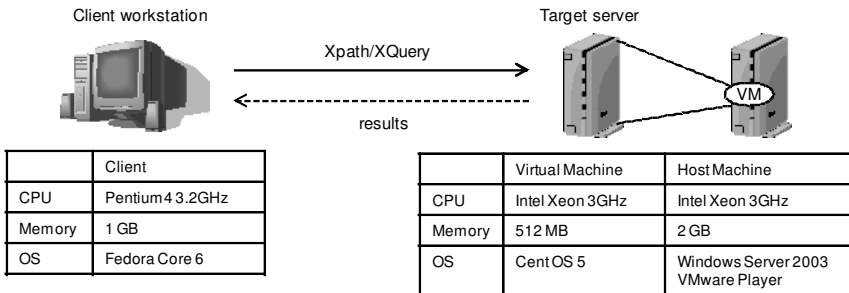 Client workstation
Target server
Xpath/XQuery
VM
results
Client
CPU Pentium 4 3.2GHz
Memory 1 GB
OS Fedora Core 6
Virtual Machine Host Machine
CPU Intel Xeon 3GHz Intel Xeon 3GHz
Memory 512 MB 2 GB
OS Cent OS 5 Windows Server 2003
VMware Player